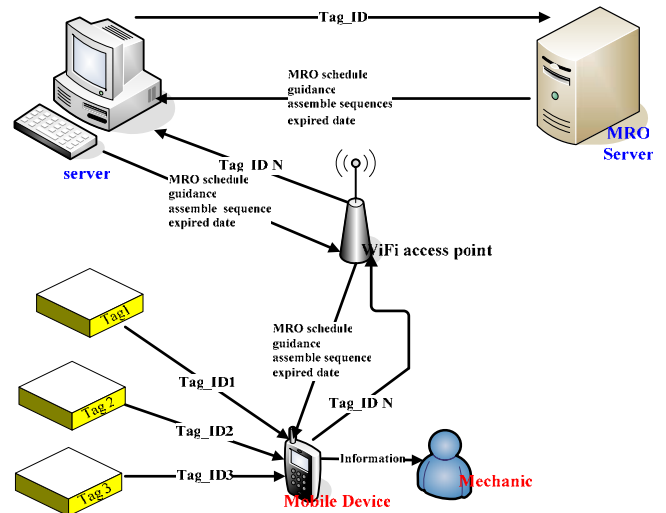 Tag_ID
MRO schedule
guidance
assemble sequences
expired date
MRO
Server
server
Tag_ID N
MRO schedule
guidance
assemble sequence
expired date
WiFi access point
Tag1
MRO schedule
guidance
assemble sequence
expired date
Tag_ID1
Tag_ID N
Tag 2
Tag_ID2
Information
Tag 3
Tag_ID3
Mechanic
Mobile Device